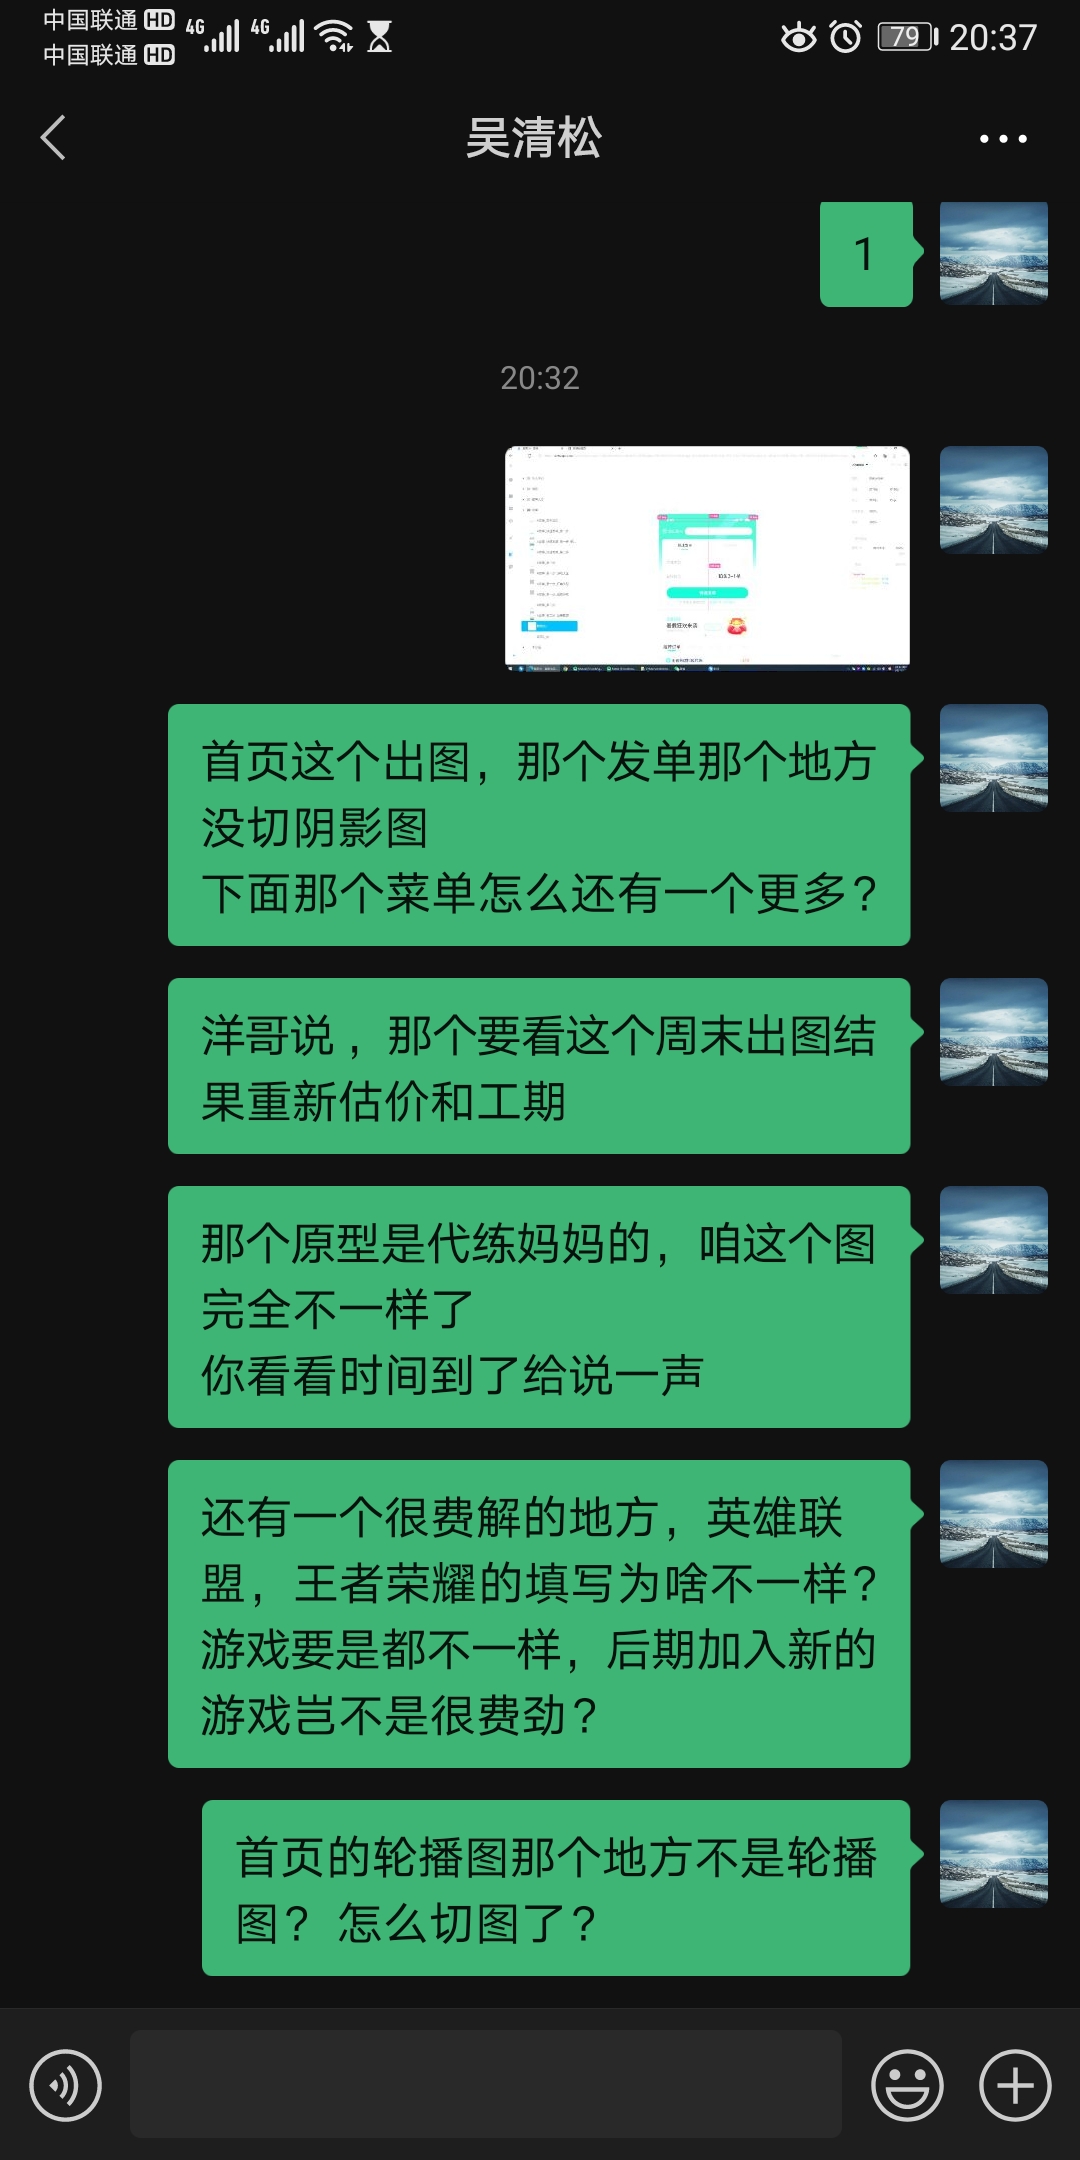 中国联通 HD 4G 4G 79 20:37
中国联通 HD
吴清松
1
20:32
首页这个出图，那个发单那个地方
没切阴影图
下面那个菜单怎么还有一个更多？
洋哥说，那个要看这个周末出图结
果重新估价和工期
那个原型是代练妈妈的，咱这个图
完全不一样了
你看看时间到了给说一声
还有一个很费解的地方，英雄联
盟，王者荣耀的填写为啥不一样？
游戏要是都不一样，后期加入新的
游戏岂不是很费劲？
首页的轮播图那个地方不是轮播
图？ 怎么切图了？